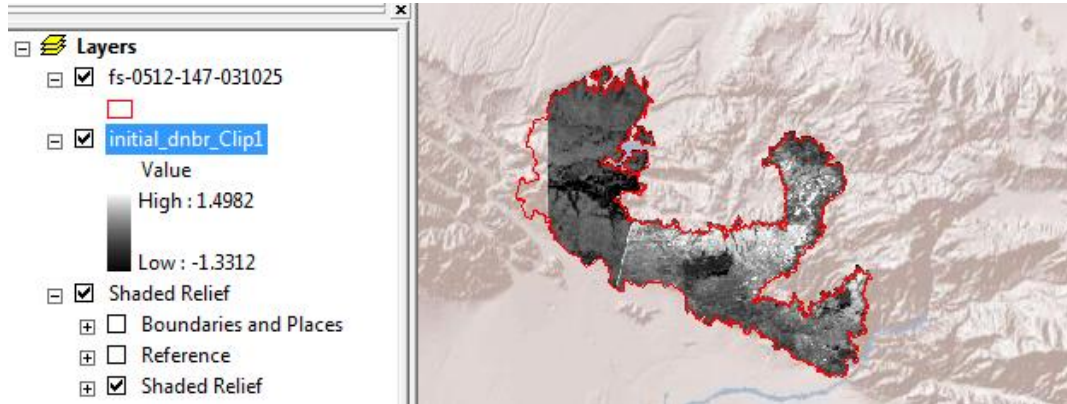 Layers
fs-0512-147-031025
initial_dnbr_Clip1
Value
High : 1.4982
Low : -1.3312
Shaded Relief
Boundaries and Places
Reference
Shaded Relief